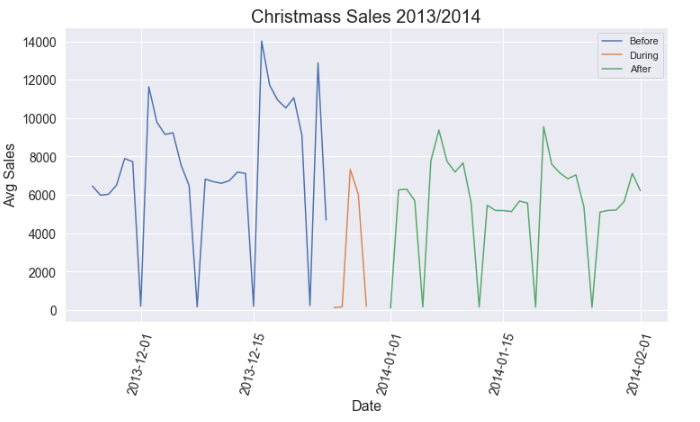 Christmass Sales 2013/2014
Before
During
After
14000
12000
10000
8000
6000
4000
2000
0
Avg Sales
2013-12-01
2013-12-15
2014-01-01
2014-01-15
2014-02-01
Date